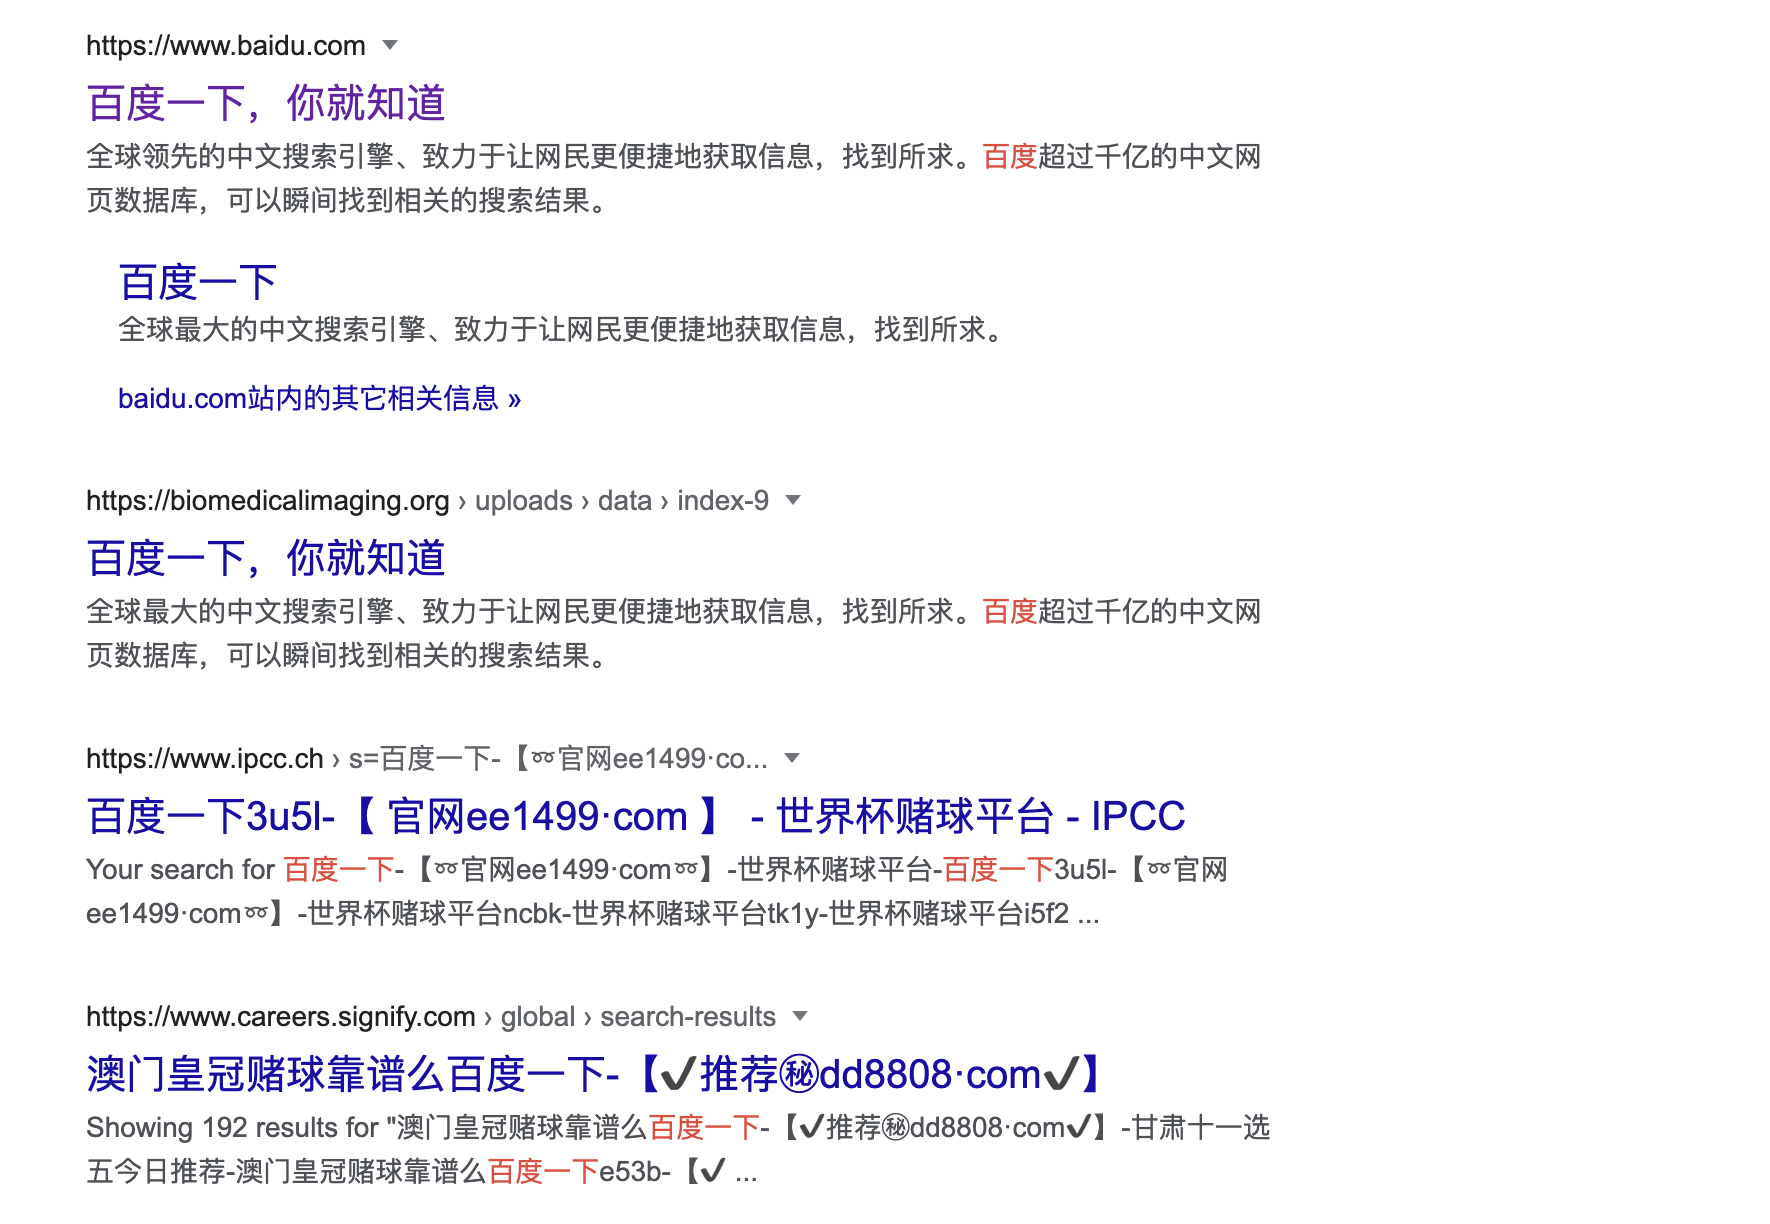 https://www.baidu.com
百度一下，你就知道
全球领先的中文搜索引擎、致力于让网民更便捷地获取信息，找到所求。百度超过千亿的中文网
页数据库，可以瞬间找到相关的搜索结果。
百度一下
全球最大的中文搜索引擎、致力于让网民更便捷地获取信息，找到所求。
baidu.com站内的其它相关信息 »
https://biomedicalimaging.org › uploads › data › index-9
百度一下，你就知道
全球最大的中文搜索引擎、致力于让网民更便捷地获取信息，找到所求。百度超过千亿的中文网
页数据库，可以瞬间找到相关的搜索结果。
https://www.ipcc.ch › s=百度一下-【➿官网ee1499·co...
百度一下3u5l-【 官网ee1499·com 】 - 世界杯赌球平台 - IPCC
Your search for 百度一下-【➿官网ee1499·com➿】-世界杯赌球平台-百度一下3u5l-【➿官网
ee1499·com➿】-世界杯赌球平台ncbk-世界杯赌球平台tk1y-世界杯赌球平台i5f2 ...
https://www.careers.signify.com › global › search-results
澳门皇冠赌球靠谱么百度一下-【✔推荐㊙dd8808·com✔】
Showing 192 results for "澳门皇冠赌球靠谱么百度一下-【✔推荐㊙dd8808·com✔】-甘肃十一选
五今日推荐-澳门皇冠赌球靠谱么百度一下e53b-【✔ ...